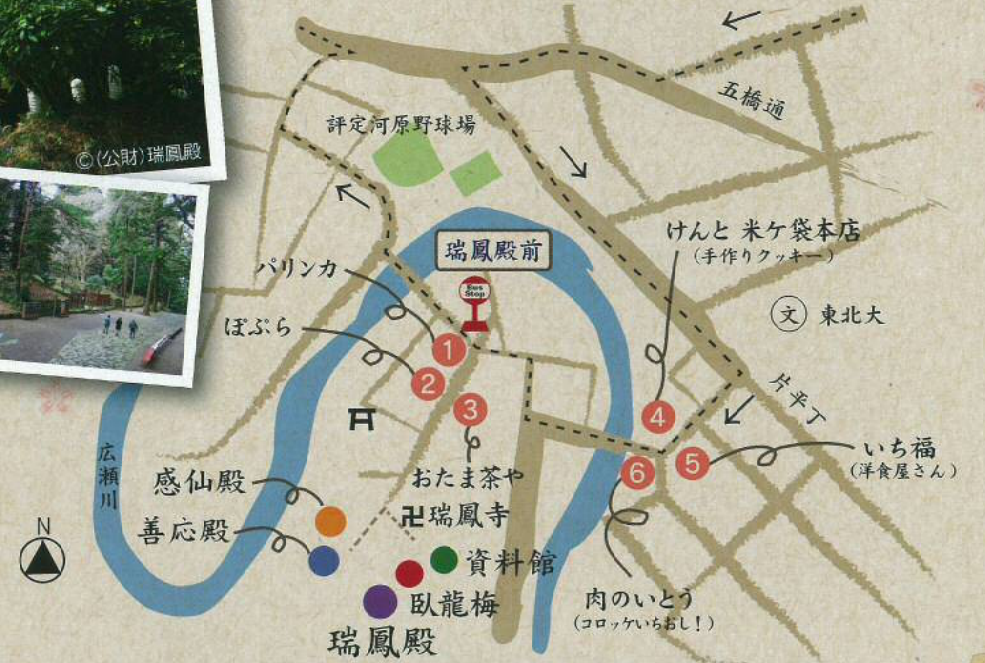 ©(公財)瑞鳳殿
五橋通
評定河原野球場
けんと 米ケ袋本店
(手作りクッキー)
瑞鳳殿前
Bus
Stop
パリンカ
文 東北大
ぽぷら
1
2
3
4
5
6
片平丁
いち福
(洋食屋さん)
広瀬川
おたま茶や
感仙殿
卍瑞鳳寺
善応殿
N
資料館
臥龍梅
瑞鳳殿
肉のいとう
(コロッケいちおし!)